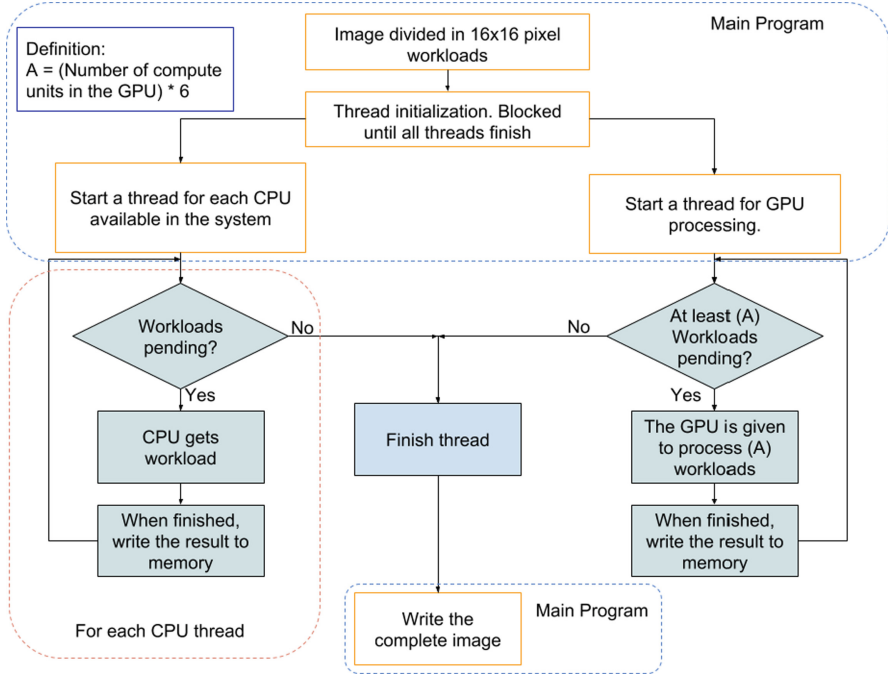 Main Program
Definition:
A = (Number of compute
units in the GPU) * 6
Image divided in 16x16 pixel
workloads
Thread initialization. Blocked
until all threads finish
Start a thread for each CPU
available in the system
Start a thread for GPU
processing.
Workloads
pending?
No
Yes
CPU gets
workload
When finished,
write the result to
memory
For each CPU thread
At least (A)
Workloads
pending?
No
Yes
The GPU is given
to process (A)
workloads
When finished,
write the result to
memory
Finish thread
Write the
complete image
Main Program